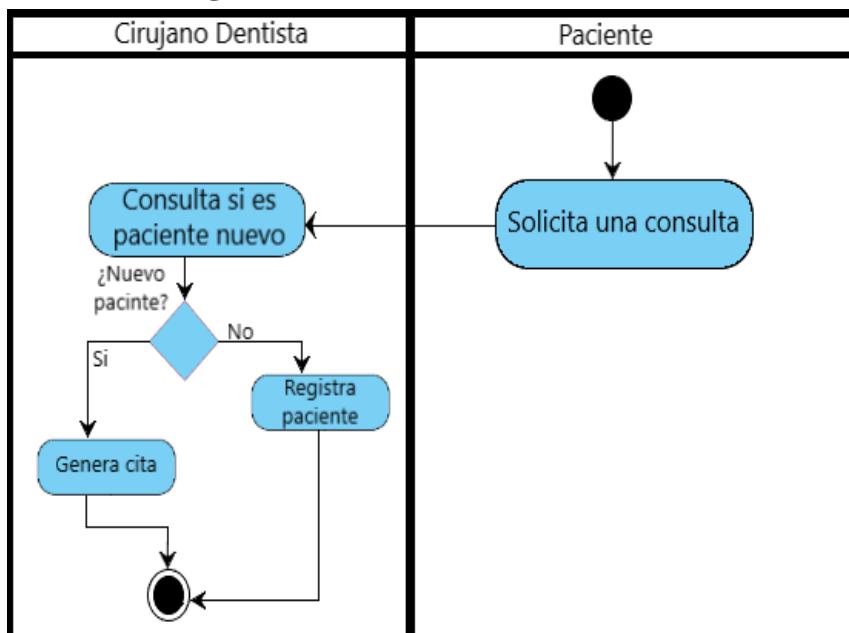 Cirujano Dentista
Paciente
Solicita una consulta
Consulta si es
paciente nuevo
¿Nuevo
pacinte?
Si
No
Registra
paciente
Genera cita